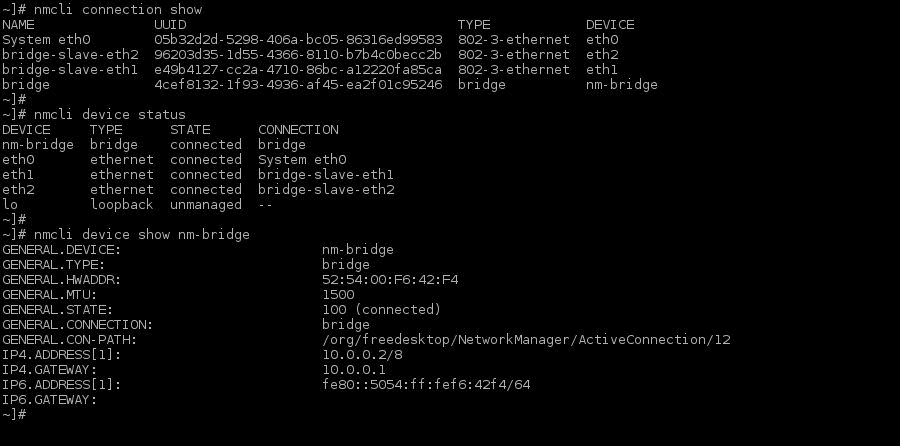 ~]# nmcli connection show
NAME               UUID                                  TYPE            DEVICE
System eth0        05b32d2d-5298-406a-bc05-86316ed99583  802-3-ethernet  eth0
bridge-slave-eth2  96203d35-1d55-4366-8110-b7b4c0becc2b  802-3-ethernet  eth2
bridge-slave-eth1  e49b4127-cc2a-4710-86bc-a12220fa85ca  802-3-ethernet  eth1
bridge             4cef8132-1f93-4936-af45-ea2f01c95246  bridge          nm-bridge
~]#
~]# nmcli device status
DEVICE     TYPE      STATE      CONNECTION
nm-bridge  bridge    connected  bridge
eth0       ethernet  connected  System eth0
eth1       ethernet  connected  bridge-slave-eth1
eth2       ethernet  connected  bridge-slave-eth2
lo         loopback  unmanaged  --
~]#
~]# nmcli device show nm-bridge
GENERAL.DEVICE:                         nm-bridge
GENERAL.TYPE:                           bridge
GENERAL.HWADDR:                         52:54:00:F6:42:F4
GENERAL.MTU:                            1500
GENERAL.STATE:                          100 (connected)
GENERAL.CONNECTION:                     bridge
GENERAL.CON-PATH:                       /org/freedesktop/NetworkManager/ActiveConnection/12
IP4.ADDRESS[1]:                         10.0.0.2/8
IP4.GATEWAY:                            10.0.0.1
IP6.ADDRESS[1]:                         fe80::5054:ff:fef6:42f4/64
IP6.GATEWAY:
~]#